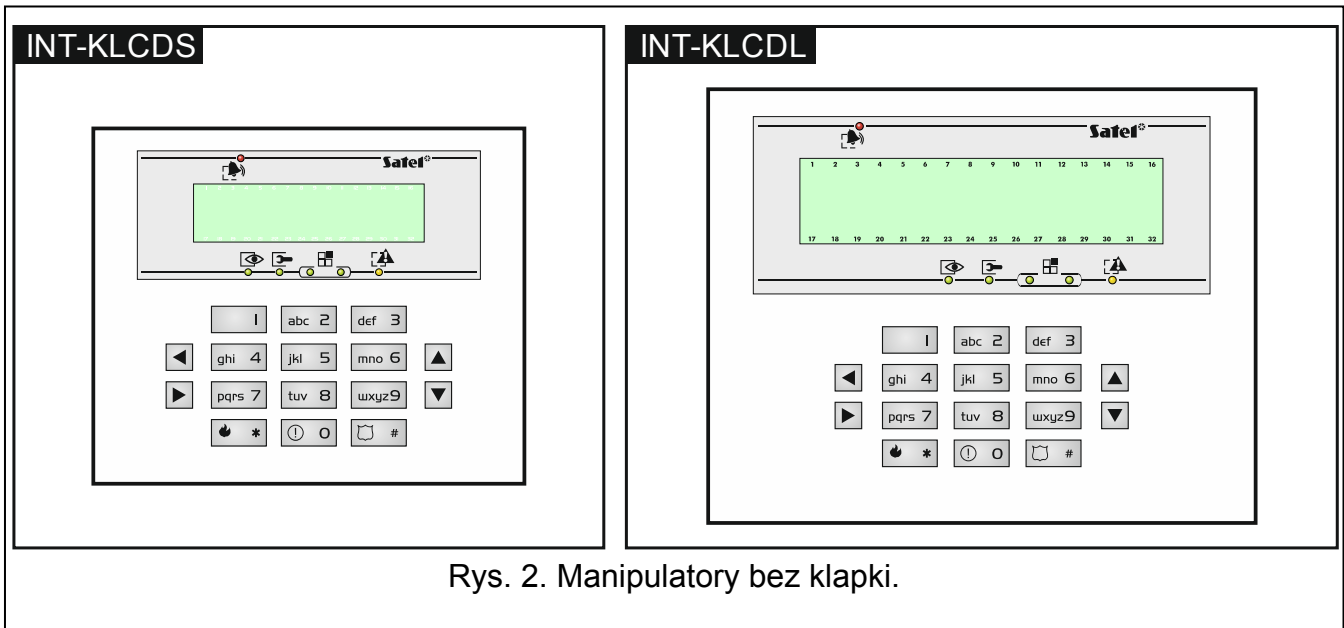 INT-KLCDS
Satel
1
abc 2
def 3
ghi 4
jkl 5
mno 6
pqrs 7
tuv 8
wxyz9
*
0
#
INT-KLCDL
Satel
1 2 3 4 5 6 7 8 9 10 11 12 13 14 15 16
17 18 19 20 21 22 23 24 25 26 27 28 29 30 31 32
1
abc 2
def 3
ghi 4
jkl 5
mno 6
pqrs 7
tuv 8
wxyz9
*
0
#
Rys. 2. Manipulatory bez klapki.